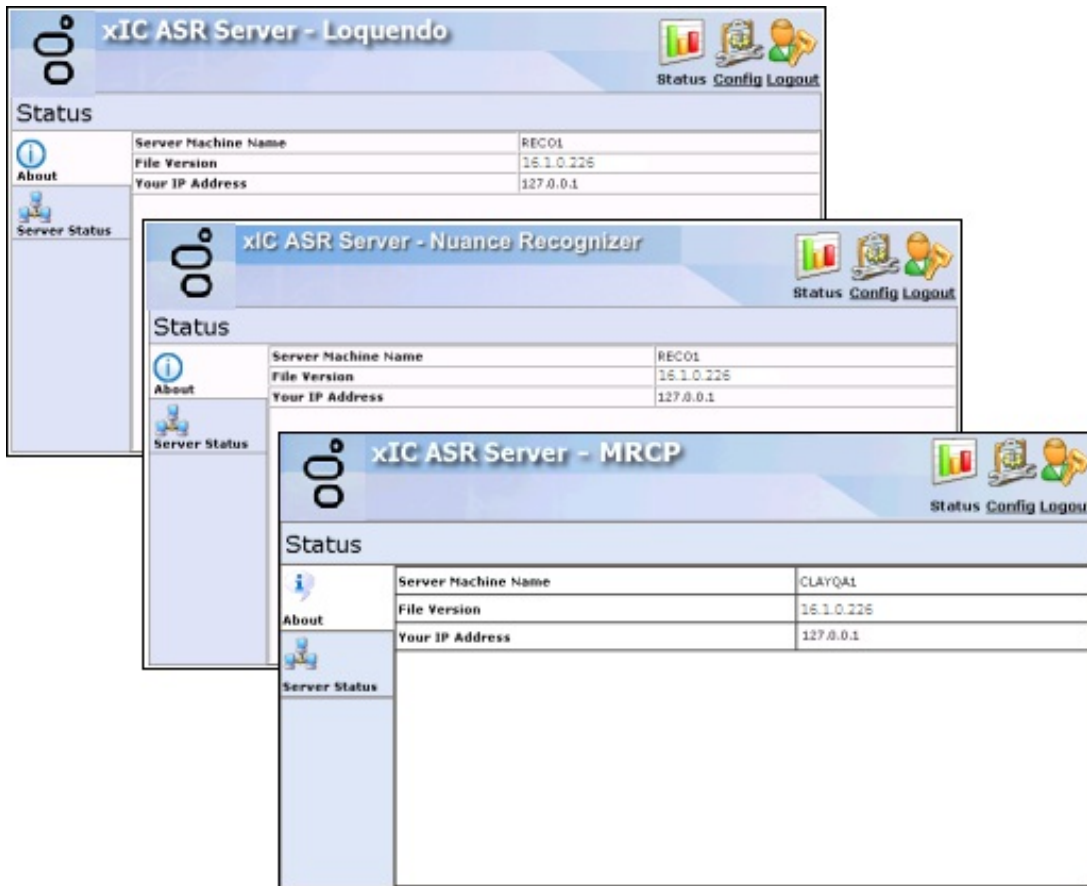 xIC ASR Server - Loquendo
Status Config Logout
Status
About
Server Status
Server Machine Name RECO1
File Version 16.1.0.226
Your IP Address 127.0.0.1
xIC ASR Server - Nuance Recognizer
Status Config Logout
Status
About
Server Status
Server Machine Name RECO1
File Version 16.1.0.226
Your IP Address 127.0.0.1
xIC ASR Server - MRCP
Status Config Logou
Status
About
Server Status
Server Machine Name CLAYQA1
File Version 16.1.0.226
Your IP Address 127.0.0.1